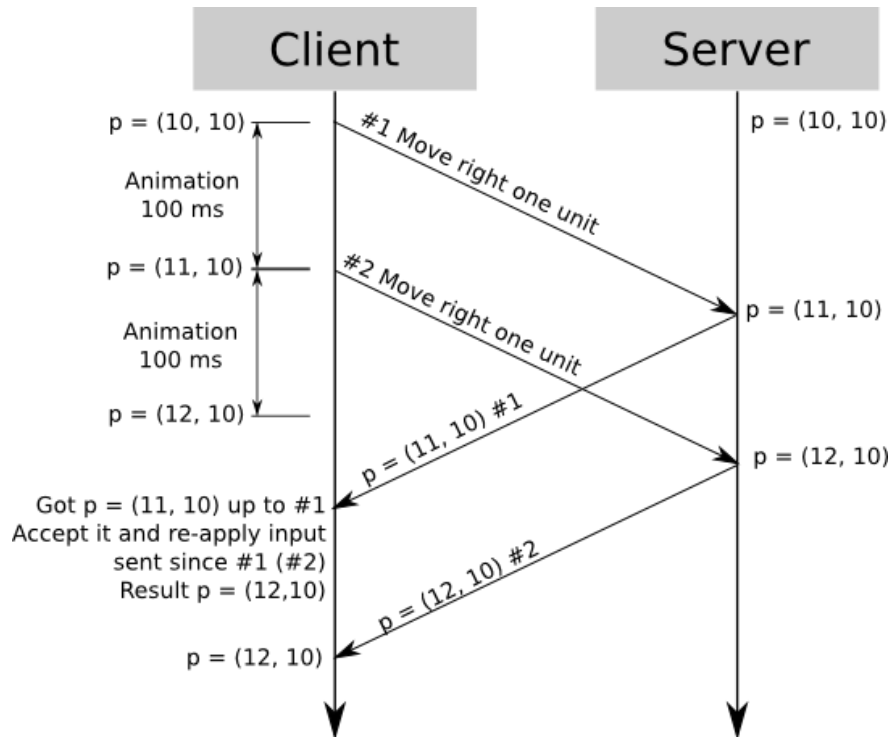 Client
Server
p = (10, 10)
#1 Move right one unit
p = (10, 10)
Animation
100 ms
p = (11, 10)
#2 Move right one unit
p = (11, 10)
Animation
100 ms
p = (12, 10)
p = (11, 10) #1
p = (12, 10)
Got p = (11, 10) up to #1
Accept it and re-apply input
sent since #1 (#2)
Result p = (12,10)
p = (12, 10) #2
p = (12, 10)